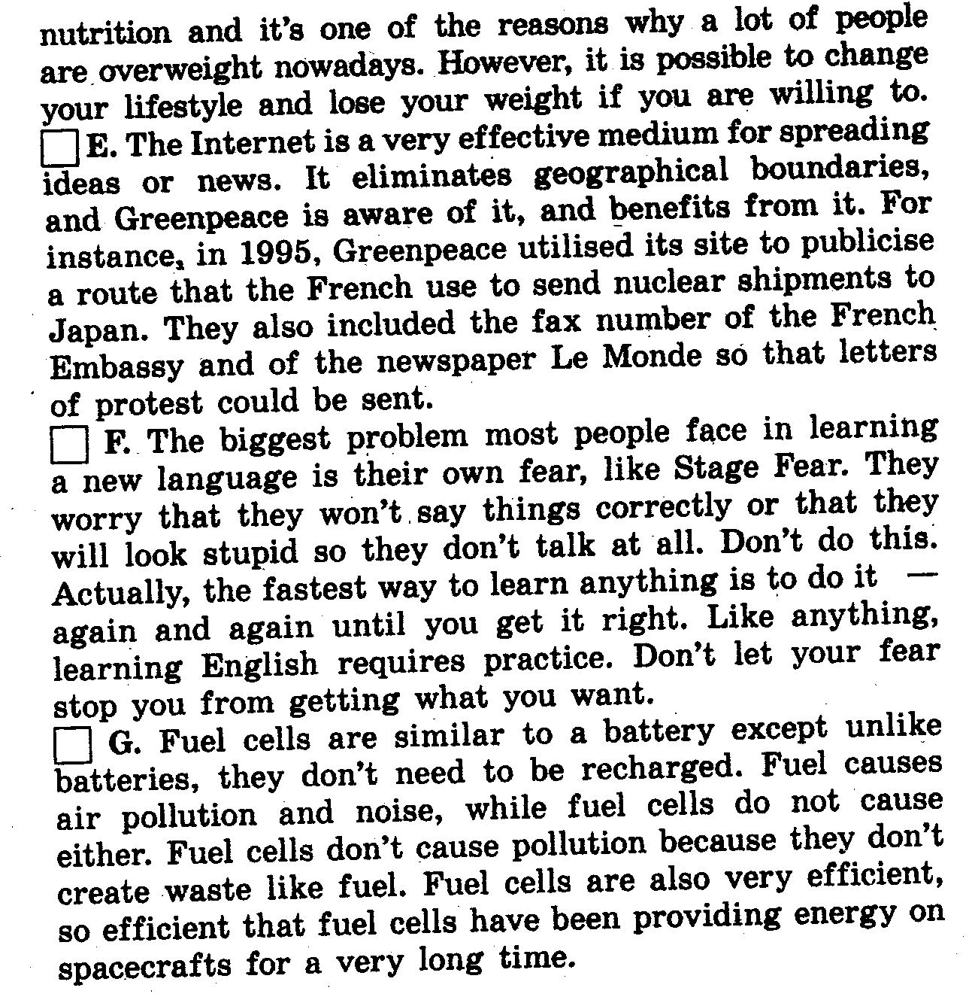 nutrition and it's one of the reasons why a lot of people
are overweight nowadays. However, it is possible to change
your lifestyle and lose your weight if you are willing to.
E. The Internet is a very effective medium for spreading
ideas or news. It eliminates geographical boundaries,
and Greenpeace is aware of it, and benefits from it. For
instance, in 1995, Greenpeace utilised its site to publicise
a route that the French use to send nuclear shipments to
Japan. They also included the fax number of the French
Embassy and of the newspaper Le Monde so that letters
of protest could be sent.
F. The biggest problem most people face in learning
a new language is their own fear, like Stage Fear. They
worry that they won't say things correctly or that they
will look stupid so they don't talk at all. Don't do this.
Actually, the fastest way to learn anything is to do it —
again and again until you get it right. Like anything,
learning English requires practice. Don't let your fear
stop you from getting what you want.
G. Fuel cells are similar to a battery except unlike
batteries, they don't need to be recharged. Fuel causes
air pollution and noise, while fuel cells do not cause
either. Fuel cells don't cause pollution because they don't
create waste like fuel. Fuel cells are also very efficient,
so efficient that fuel cells have been providing energy on
spacecrafts for a very long time.